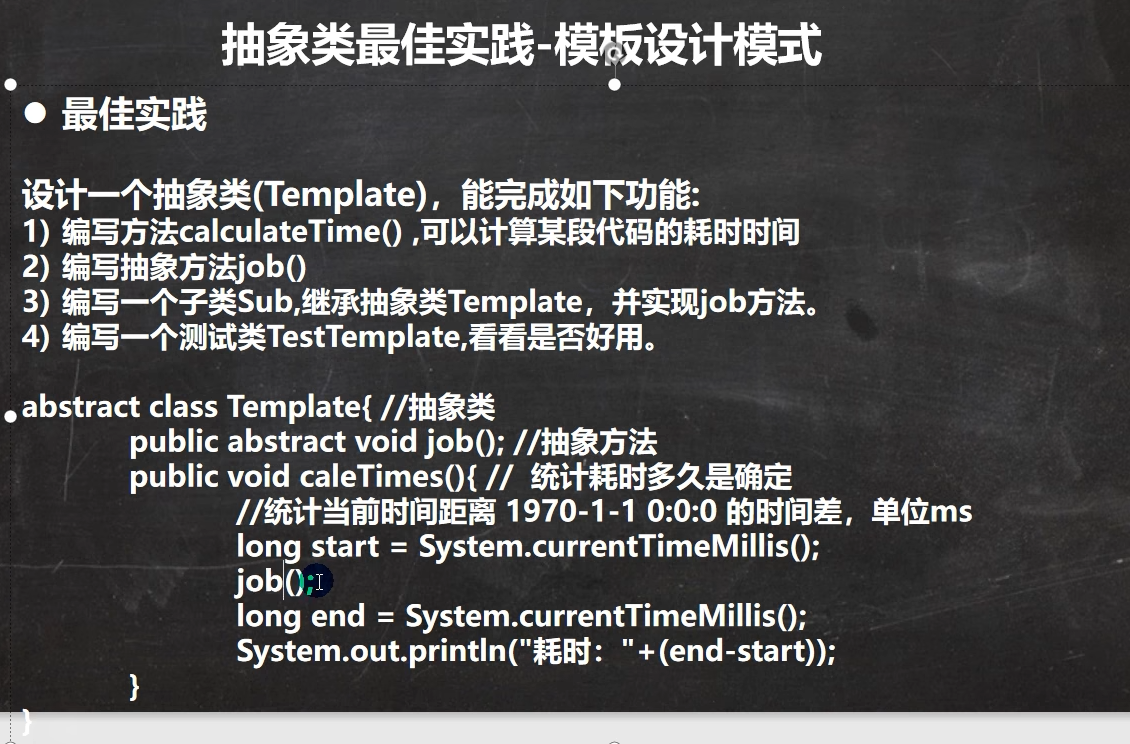 抽象类最佳实践-模板设计模式
● 最佳实践
设计一个抽象类(Template)，能完成如下功能:
1) 编写方法calculateTime() ,可以计算某段代码的耗时时间
2) 编写抽象方法job()
3) 编写一个子类Sub,继承抽象类Template，并实现job方法。
4) 编写一个测试类TestTemplate,看看是否好用。
abstract class Template{ //抽象类
public abstract void job(); //抽象方法
public void caleTimes(){ // 统计耗时多久是确定
//统计当前时间距离 1970-1-1 0:0:0 的时间差，单位ms
long start = System.currentTimeMillis();
job();
long end = System.currentTimeMillis();
System.out.println("耗时："+(end-start));
}
}